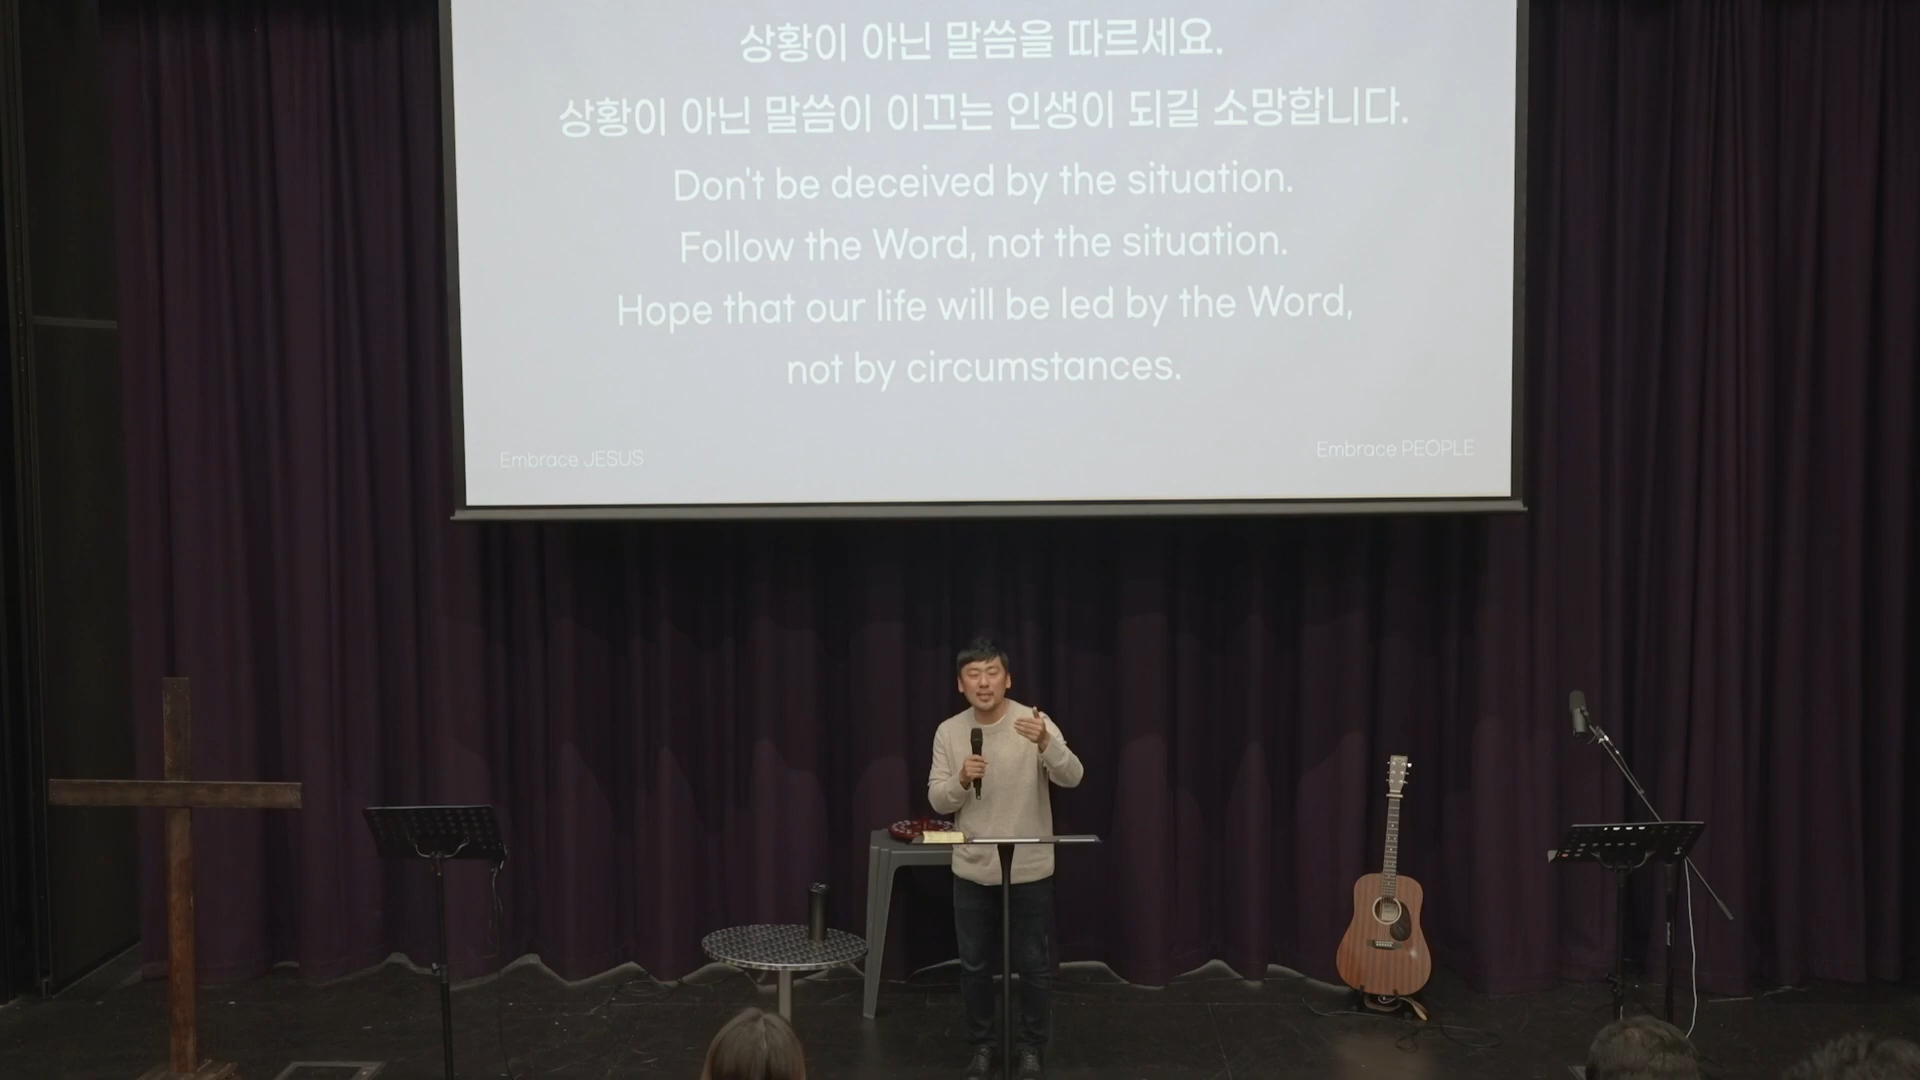 상황이 아닌 말씀을 따르세요.
상황이 아닌 말씀이 이끄는 인생이 되길 소망합니다.
Don't be deceived by the situation.
Follow the Word, not the situation.
Hope that our life will be led by the Word,
not by circumstances.
Embrace JESUS
Embrace PEOPLE